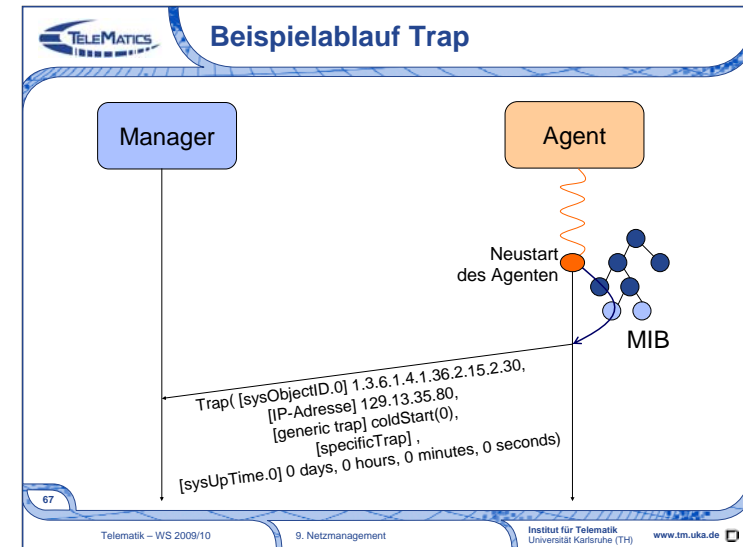 TELEMATICS
Beispielablauf Trap
Manager
Agent
Neustart
des Agenten
MIB
Trap( [sysObjectID.0] 1.3.6.1.4.1.36.2.15.2.30,
[IP-Adresse] 129.13.35.80,
[generic trap] coldStart(0),
[specificTrap] ,
[sysUpTime.0] 0 days, 0 hours, 0 minutes, 0 seconds)
67
Telematik – WS 2009/10
9. Netzmanagement
Institut für Telematik
Universität Karlsruhe (TH)
www.tm.uka.de